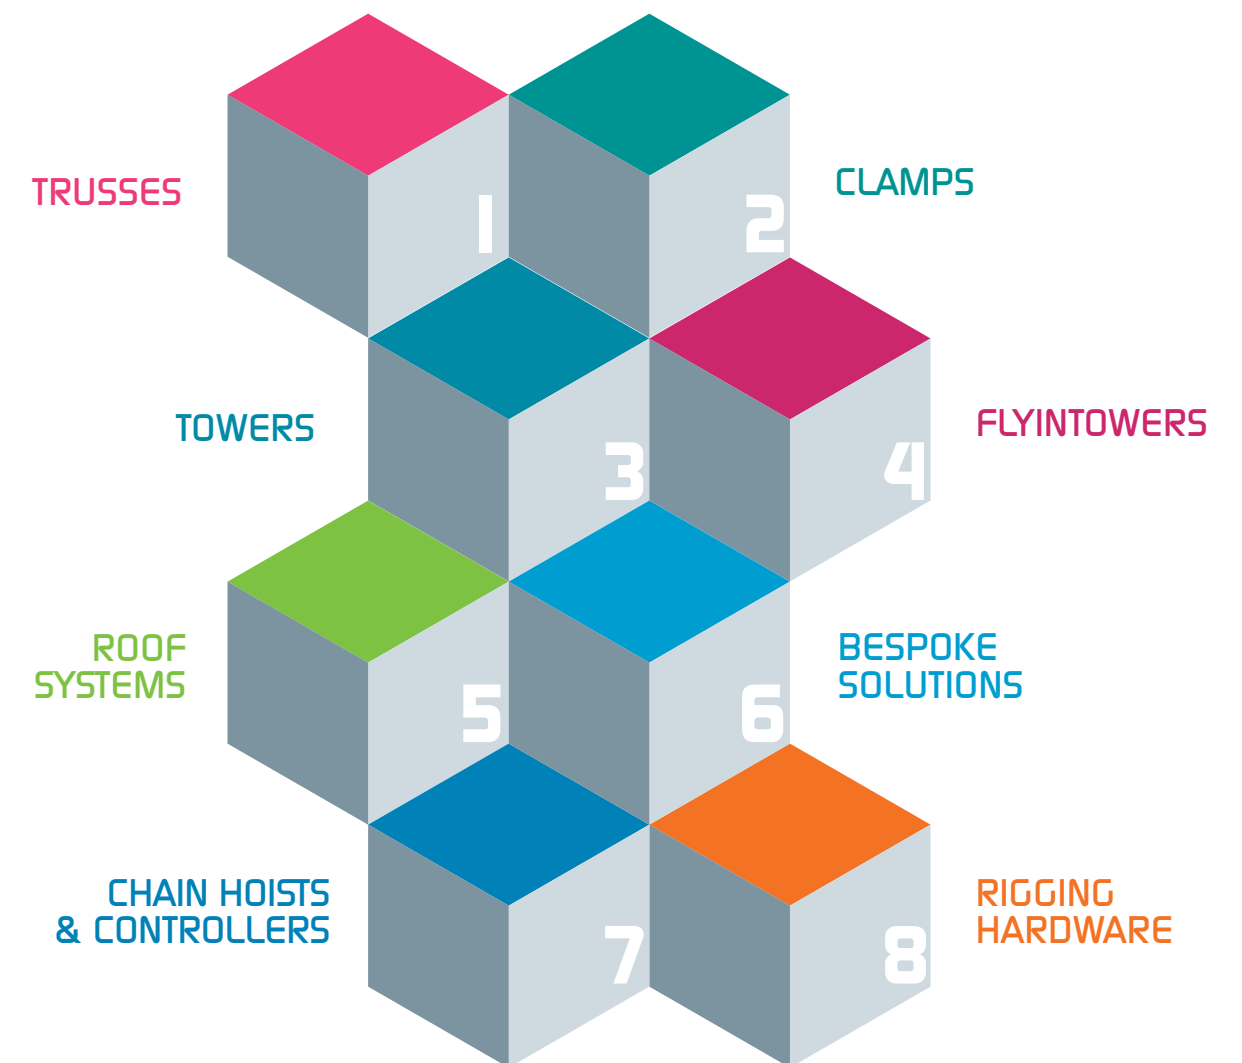 TRUSSES
1
2
CLAMPS
TOWERS
3
4
FLYINTOWERS
ROOF
SYSTEMS
5
6
BESPOKE
SOLUTIONS
CHAIN HOISTS
& CONTROLLERS
7
8
RIGGING
HARDWARE